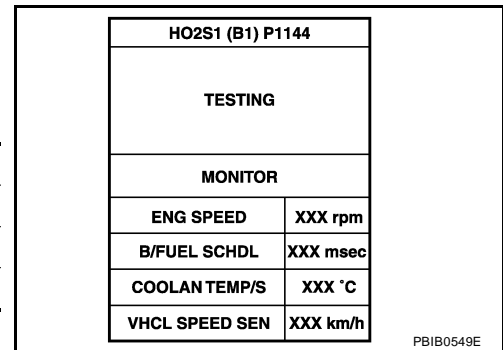 HO2S1 (B1) P1144
TESTING
MONITOR
ENG SPEED XXX rpm
B/FUEL SCHDL XXX msec
COOLAN TEMP/S XXX ˚C
VHCL SPEED SEN XXX km/h
PBIB0549E